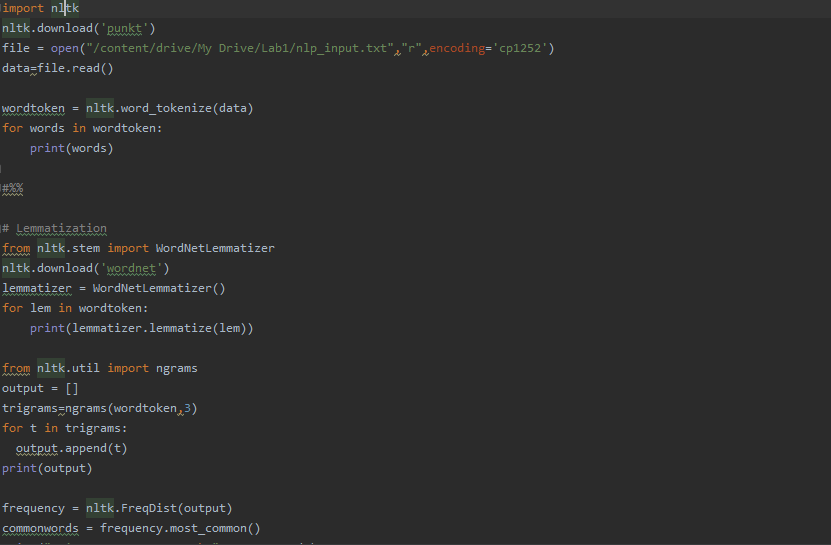 import nltk
nltk.download('punkt')
file = open("/content/drive/My Drive/Lab1/nlp_input.txt","r",encoding='cp1252')
data=file.read()
wordtoken = nltk.word_tokenize(data)
for words in wordtoken:
    print(words)
#%%
# Lemmatization
from nltk.stem import WordNetLemmatizer
nltk.download('wordnet')
lemmatizer = WordNetLemmatizer()
for lem in wordtoken:
    print(lemmatizer.lemmatize(lem))
from nltk.util import ngrams
output = []
trigrams=ngrams(wordtoken,3)
for t in trigrams:
  output.append(t)
print(output)
frequency = nltk.FreqDist(output)
commonwords = frequency.most_common()